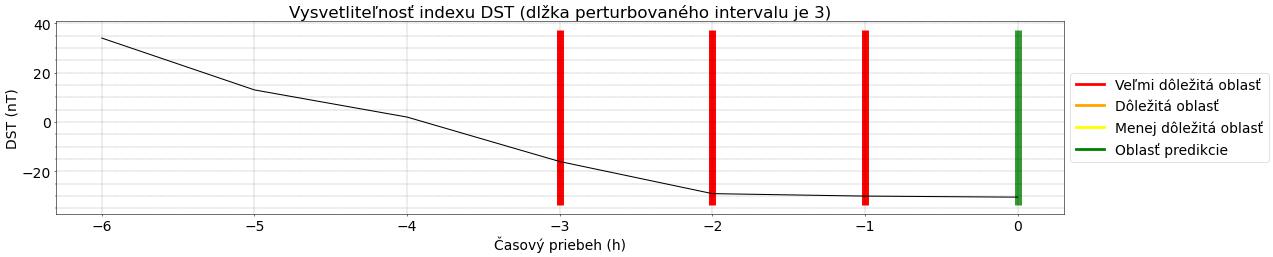 Vysvetliteľnosť indexu DST (dlžka perturbovaného intervalu je 3)
40
20
0
−20
DST (nT)
−6 −5 −4 −3 −2 −1 0
Časový priebeh (h)
Veľmi dôležitá oblasť
Dôležitá oblasť
Menej dôležitá oblasť
Oblasť predikcie